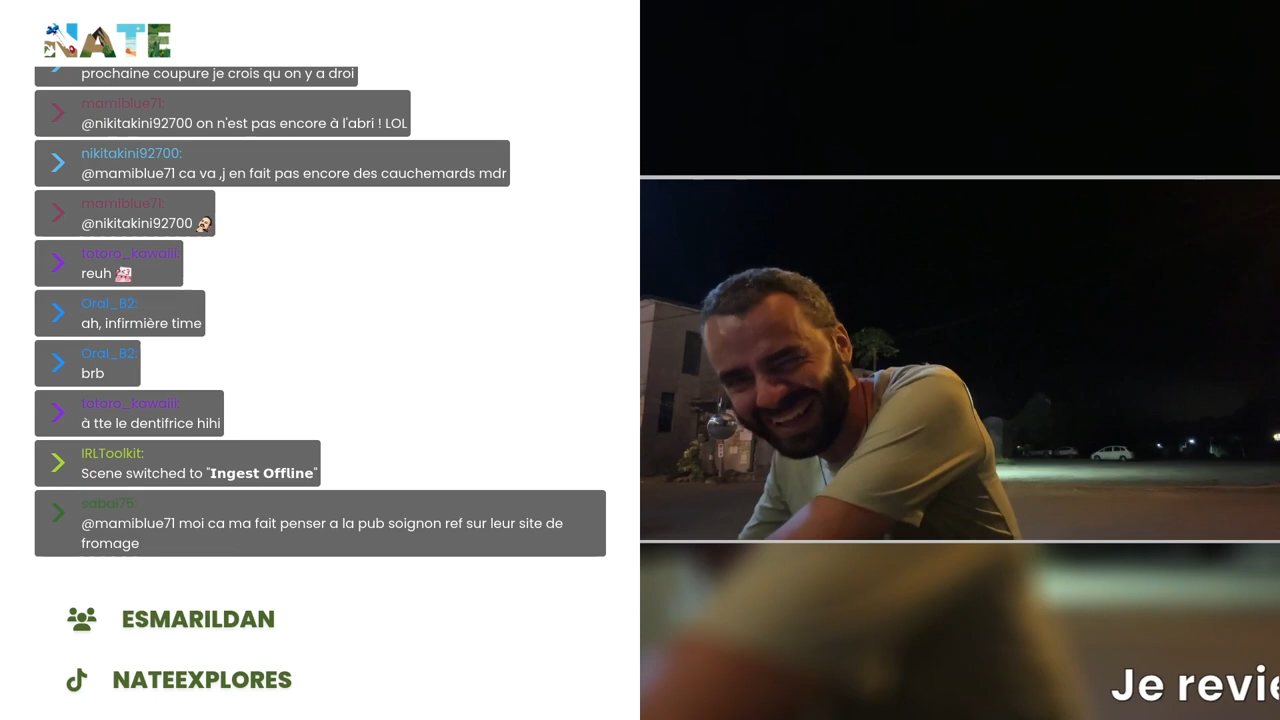 NATE
prochaine coupure je crois qu on y a droi
mamiblue71:
@nikitakini92700 on n'est pas encore à l'abri ! LOL
nikitakini92700:
@mamiblue71 ca va ,j en fait pas encore des cauchemards mdr
mamiblue71:
@nikitakini92700
totoro_kawaiii:
reuh
Oral_B2:
ah, infirmière time
Oral_B2:
brb
totoro_kawaiii:
à tte le dentifrice hihi
IRLToolkit:
Scene switched to "Ingest Offline"
sabai75:
@mamiblue71 moi ca ma fait penser a la pub soignon ref sur leur site de
fromage
ESMARILDAN
NATEEXPLORES
Je revie